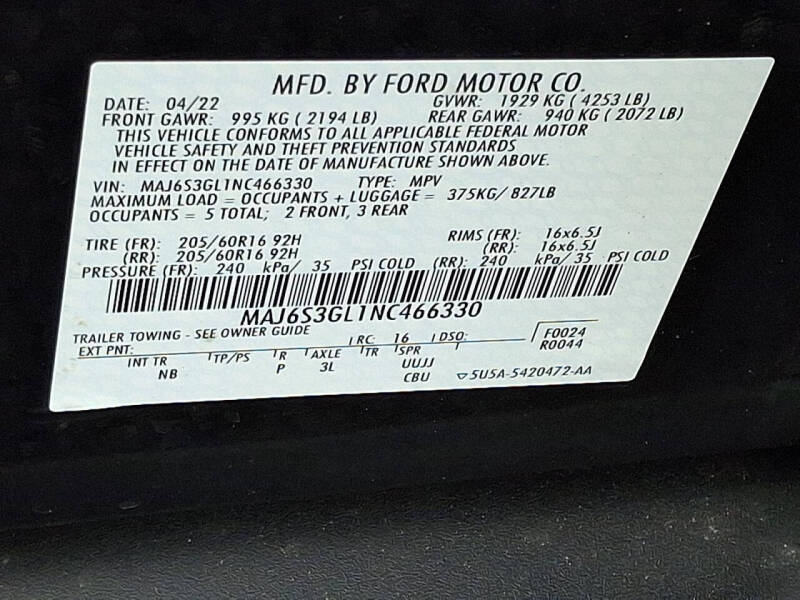 MFD. BY FORD MOTOR CO.
DATE: 04/22 GVWR: 1929 KG ( 4253 LB)
FRONT GAWR: 995 KG ( 2194 LB) REAR GAWR: 940 KG ( 2072 LB)
THIS VEHICLE CONFORMS TO ALL APPLICABLE FEDERAL MOTOR
VEHICLE SAFETY AND THEFT PREVENTION STANDARDS
IN EFFECT ON THE DATE OF MANUFACTURE SHOWN ABOVE.
VIN: MAJ6S3GL1NC466330 TYPE: MPV
MAXIMUM LOAD = OCCUPANTS + LUGGAGE = 375KG/ 827LB
OCCUPANTS = 5 TOTAL; 2 FRONT, 3 REAR
TIRE (FR): 205/60R16 92H RIMS (FR): 16x6.5J
(RR): 205/60R16 92H (RR): 16x6.5J
PRESSURE (FR): 240 kPa/ 35 PSI COLD (RR): 240 kPa/ 35 PSI COLD
MAJ6S3GL1NC466330
TRAILER TOWING - SEE OWNER GUIDE
EXT PNT: RC: 16 DSO: F0024
R0044
INT TR TP/PS R AXLE TR SPR
NB P 3L UUJJ
CBU 5U5A-5420472-AA